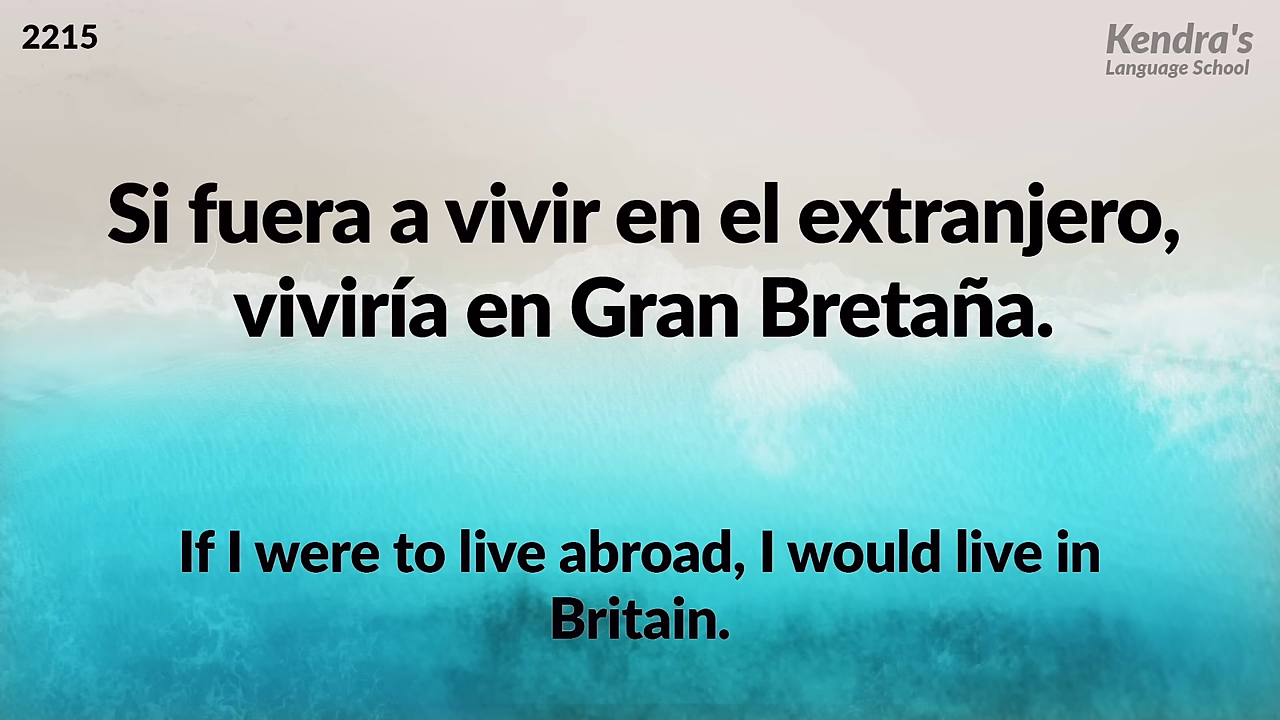 2215
Kendra's
Language School
Si fuera a vivir en el extranjero,
viviría en Gran Bretaña.
If I were to live abroad, I would live in
Britain.